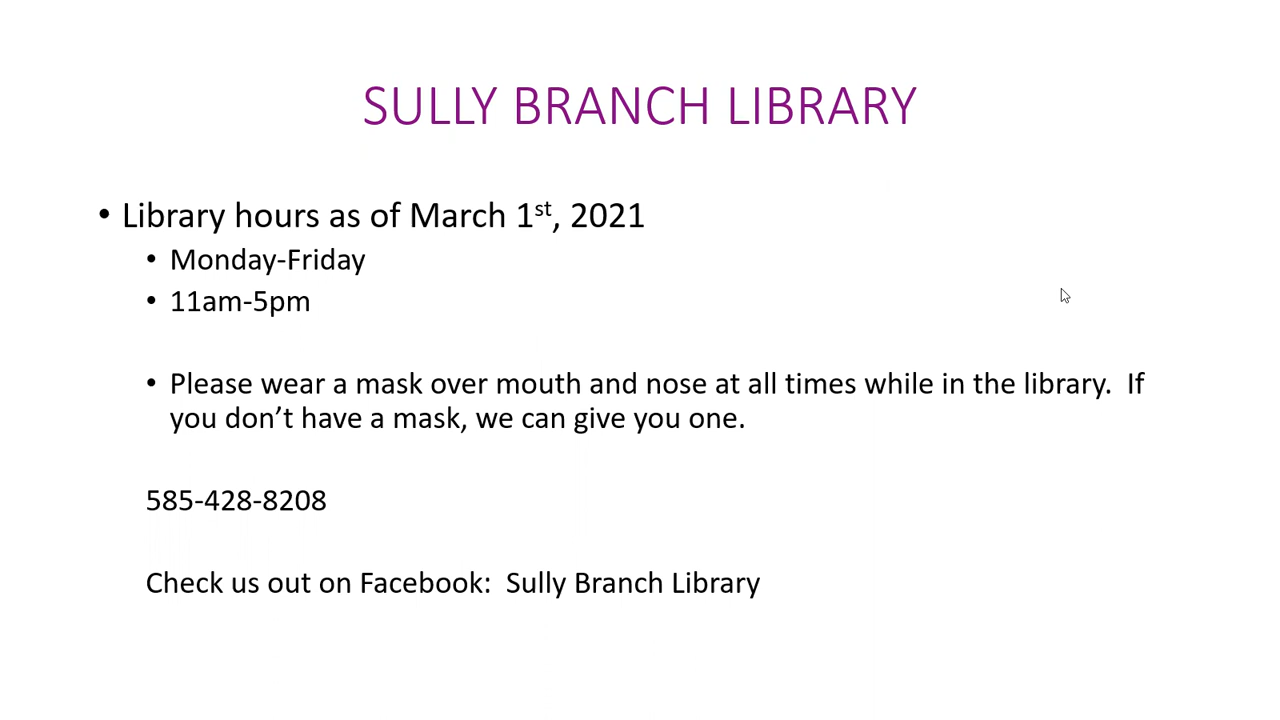 SULLY BRANCH LIBRARY
• Library hours as of March 1st, 2021
• Monday-Friday
• 11am-5pm
• Please wear a mask over mouth and nose at all times while in the library.  If
you don’t have a mask, we can give you one.
585-428-8208
Check us out on Facebook:  Sully Branch Library